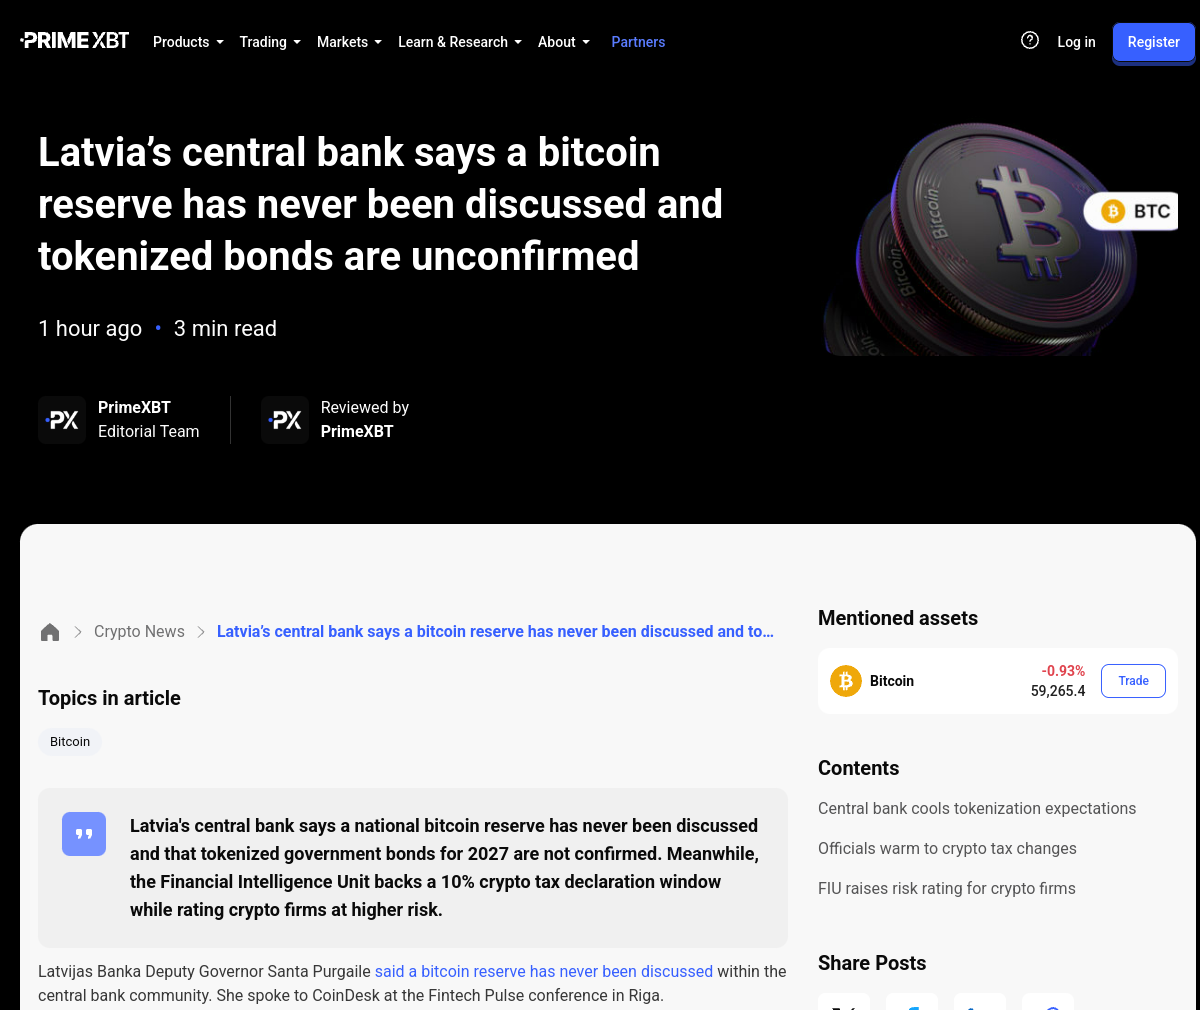 PRIME XBT
Products
Trading
Markets
Learn & Research
About
Partners
Log in
Register
Latvia’s central bank says a bitcoin
reserve has never been discussed and
tokenized bonds are unconfirmed
1 hour ago • 3 min read
Bitcoin
Bitcoin
BTC
PX
PrimeXBT
Editorial Team
PX
Reviewed by
PrimeXBT
Crypto News
Latvia’s central bank says a bitcoin reserve has never been discussed and to…
Topics in article
Bitcoin
Latvia's central bank says a national bitcoin reserve has never been discussed
and that tokenized government bonds for 2027 are not confirmed. Meanwhile,
the Financial Intelligence Unit backs a 10% crypto tax declaration window
while rating crypto firms at higher risk.
Latvijas Banka Deputy Governor Santa Purgaile said a bitcoin reserve has never been discussed within the
central bank community. She spoke to CoinDesk at the Fintech Pulse conference in Riga.
Mentioned assets
Bitcoin
-0.93%
59,265.4
Trade
Contents
Central bank cools tokenization expectations
Officials warm to crypto tax changes
FIU raises risk rating for crypto firms
Share Posts